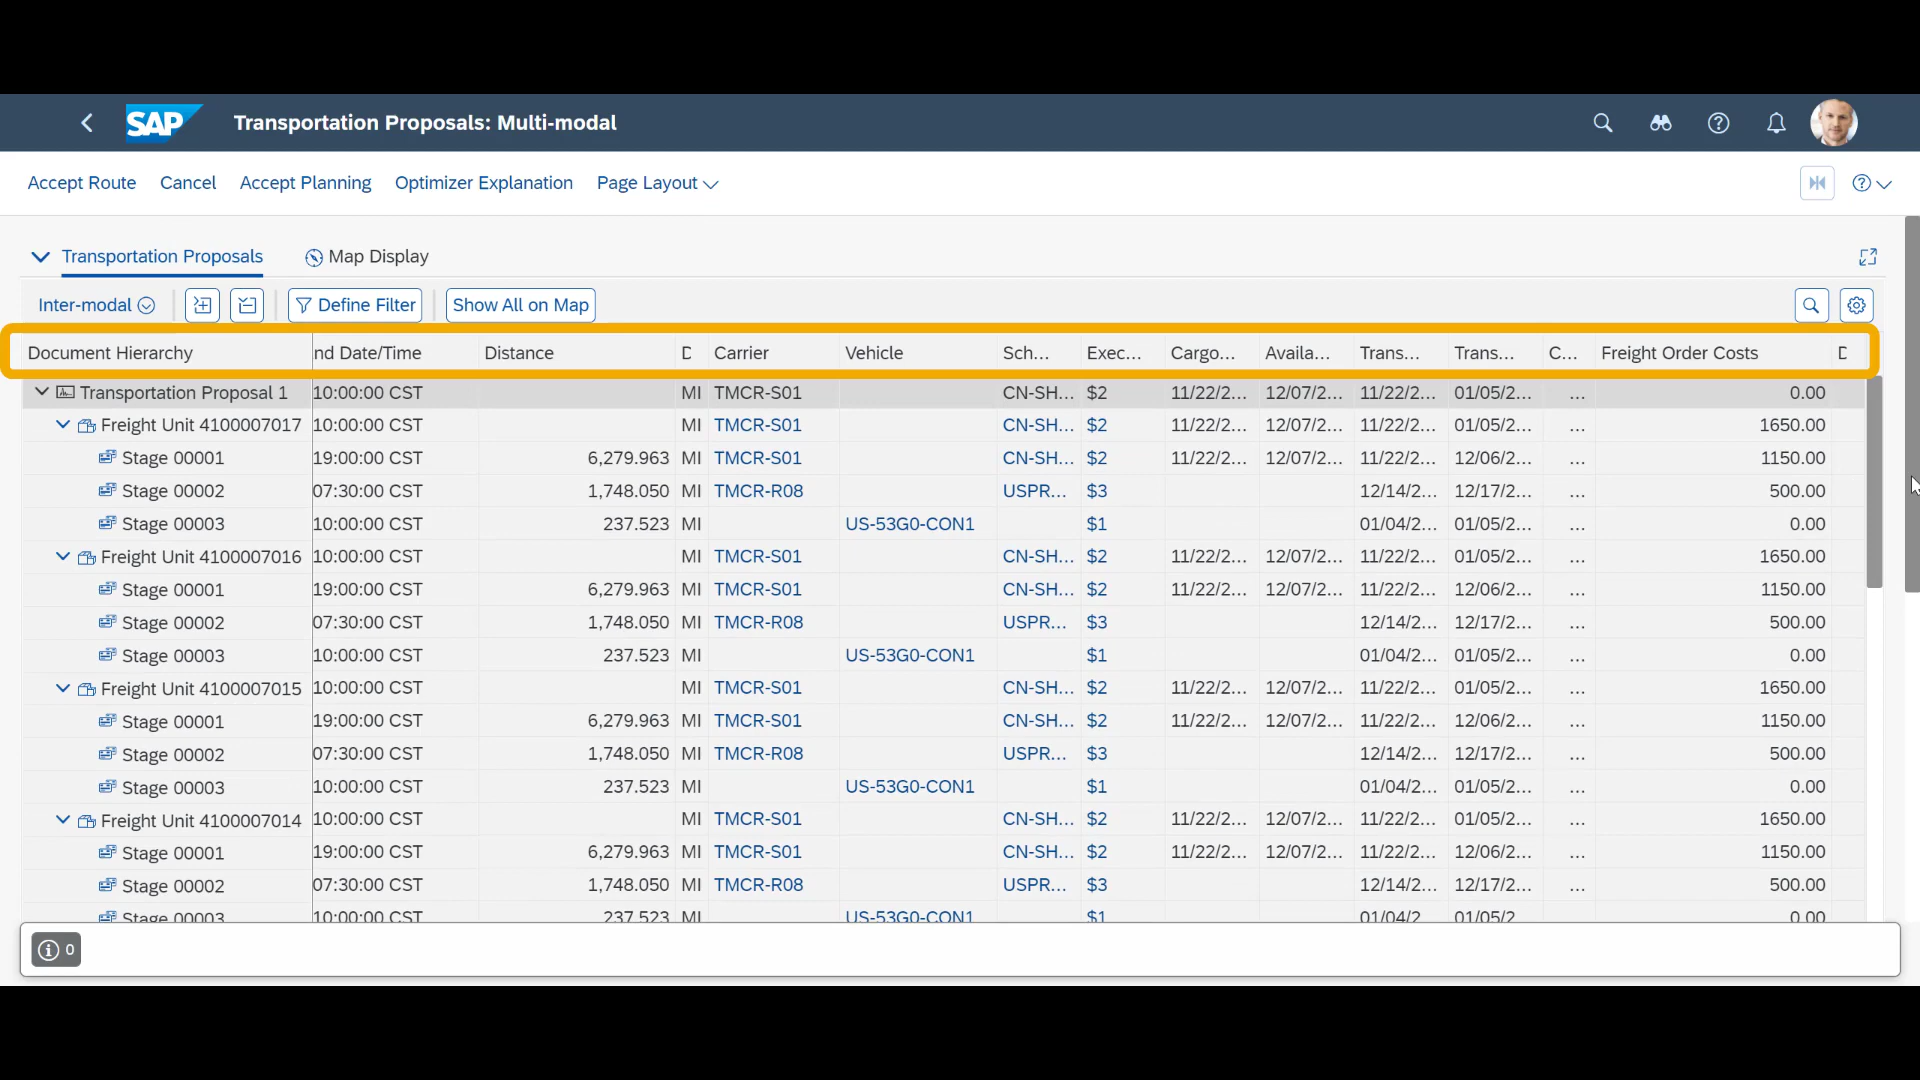 SAP Transportation Proposals: Multi-modal
Accept Route Cancel Accept Planning Optimizer Explanation Page Layout
Transportation Proposals Map Display
Inter-modal Define Filter Show All on Map
Document Hierarchy nd Date/Time Distance D Carrier Vehicle Sch... Exec... Cargo... Availa... Trans... Trans... C... Freight Order Costs D
Transportation Proposal 1 10:00:00 CST MI TMCR-S01 CN-SH... $2 11/22/2... 12/07/2... 11/22/2... 01/05/2... ... 0.00
Freight Unit 4100007017 10:00:00 CST MI TMCR-S01 CN-SH... $2 11/22/2... 12/07/2... 11/22/2... 01/05/2... ... 1650.00
Stage 00001 19:00:00 CST 6,279.963 MI TMCR-S01 CN-SH... $2 11/22/2... 12/07/2... 11/22/2... 12/06/2... ... 1150.00
Stage 00002 07:30:00 CST 1,748.050 MI TMCR-R08 USPR... $3 12/14/2... 12/17/2... ... 500.00
Stage 00003 10:00:00 CST 237.523 MI US-53G0-CON1 $1 01/04/2... 01/05/2... ... 0.00
Freight Unit 4100007016 10:00:00 CST MI TMCR-S01 CN-SH... $2 11/22/2... 12/07/2... 11/22/2... 01/05/2... ... 1650.00
Stage 00001 19:00:00 CST 6,279.963 MI TMCR-S01 CN-SH... $2 11/22/2... 12/07/2... 11/22/2... 12/06/2... ... 1150.00
Stage 00002 07:30:00 CST 1,748.050 MI TMCR-R08 USPR... $3 12/14/2... 12/17/2... ... 500.00
Stage 00003 10:00:00 CST 237.523 MI US-53G0-CON1 $1 01/04/2... 01/05/2... ... 0.00
Freight Unit 4100007015 10:00:00 CST MI TMCR-S01 CN-SH... $2 11/22/2... 12/07/2... 11/22/2... 01/05/2... ... 1650.00
Stage 00001 19:00:00 CST 6,279.963 MI TMCR-S01 CN-SH... $2 11/22/2... 12/07/2... 11/22/2... 12/06/2... ... 1150.00
Stage 00002 07:30:00 CST 1,748.050 MI TMCR-R08 USPR... $3 12/14/2... 12/17/2... ... 500.00
Stage 00003 10:00:00 CST 237.523 MI US-53G0-CON1 $1 01/04/2... 01/05/2... ... 0.00
Freight Unit 4100007014 10:00:00 CST MI TMCR-S01 CN-SH... $2 11/22/2... 12/07/2... 11/22/2... 01/05/2... ... 1650.00
Stage 00001 19:00:00 CST 6,279.963 MI TMCR-S01 CN-SH... $2 11/22/2... 12/07/2... 11/22/2... 12/06/2... ... 1150.00
Stage 00002 07:30:00 CST 1,748.050 MI TMCR-R08 USPR... $3 12/14/2... 12/17/2... ... 500.00
Stage 00003 10:00:00 CST 237.523 MI US-53G0-CON1 $1 01/04/2 01/05/2 0.00
0